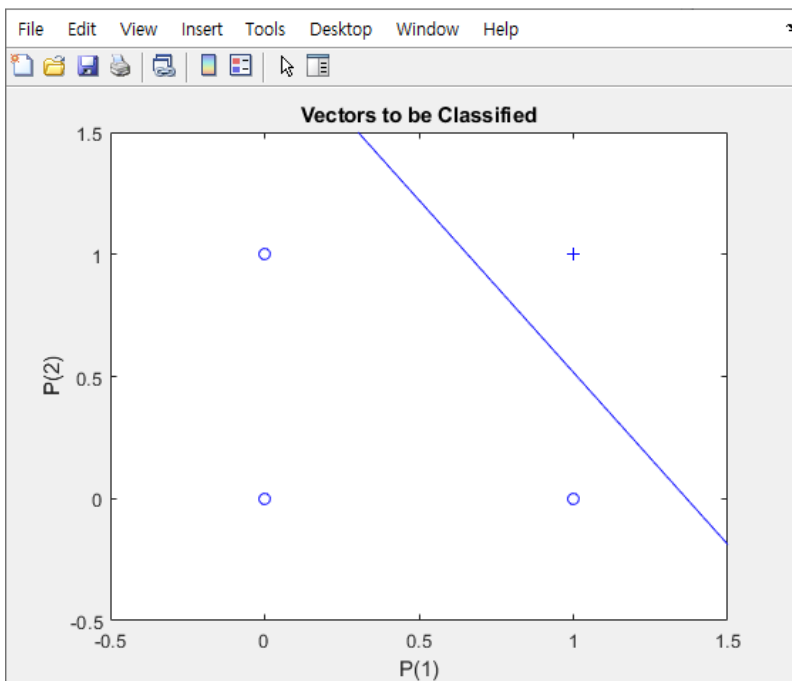 File Edit View Insert Tools Desktop Window Help
Vectors to be Classified
1.5
1
0.5
0
-0.5
P(2)
-0.5 0 0.5 1 1.5
P(1)